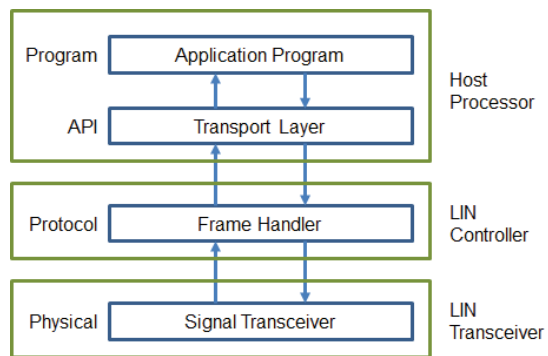 Program
Application Program
Host
Processor
API
Transport Layer
Protocol
Frame Handler
LIN
Controller
Physical
Signal Transceiver
LIN
Transceiver